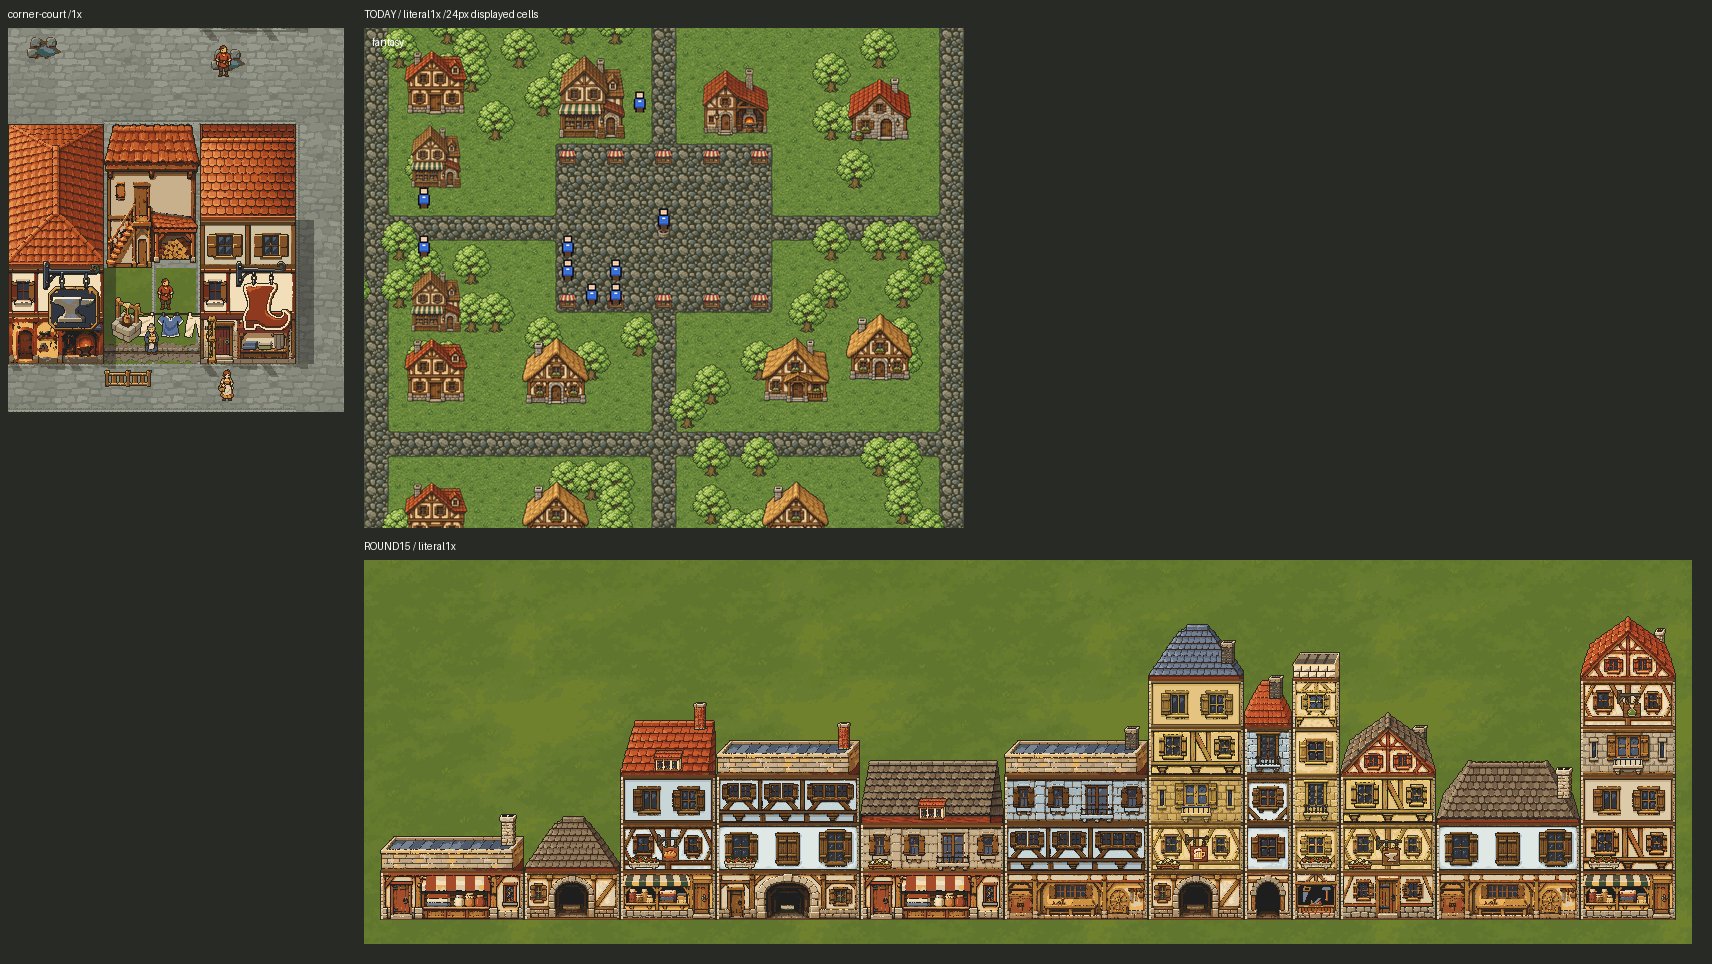 corner-court /1x
TODAY / literal1x /24px displayed cells
fantasy
ROUND15 / literal1x